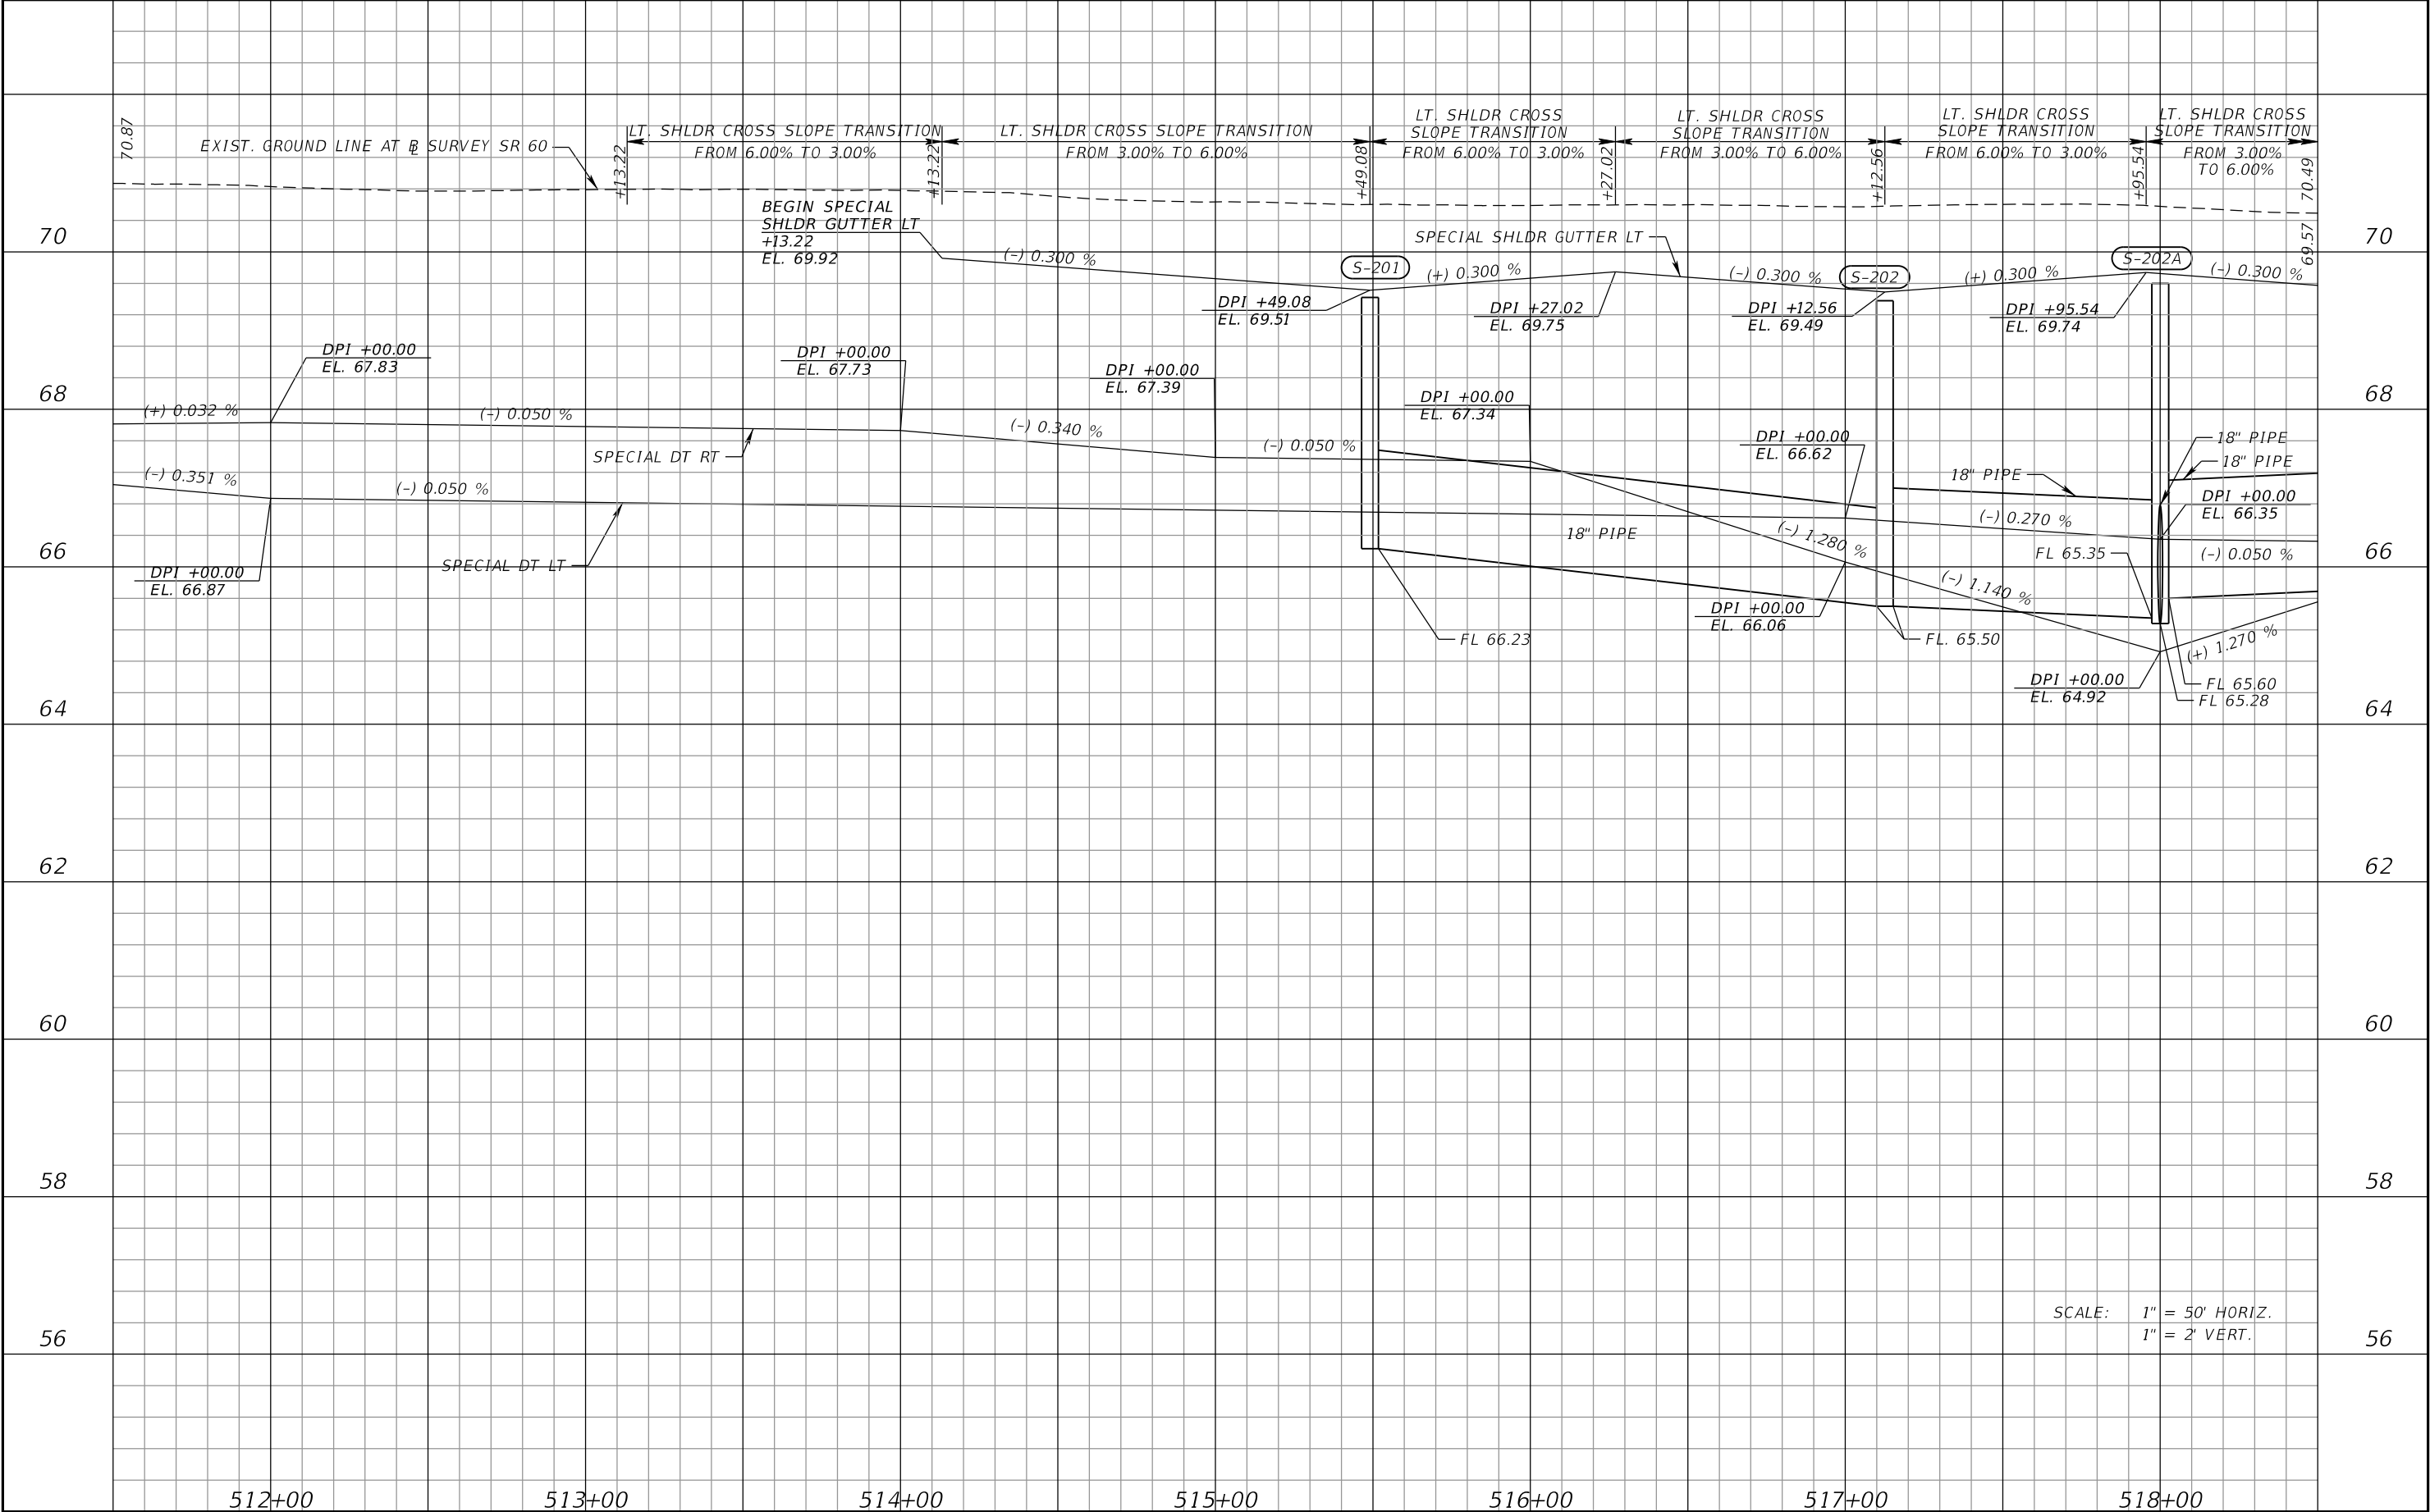 LT. SHLDR CROSS SLOPE TRANSITION
FROM 6.00% TO 3.00%
LT. SHLDR CROSS SLOPE TRANSITION
FROM 3.00% TO 6.00%
LT. SHLDR CROSS
SLOPE TRANSITION
FROM 6.00% TO 3.00%
LT. SHLDR CROSS
SLOPE TRANSITION
FROM 3.00% TO 6.00%
LT. SHLDR CROSS
SLOPE TRANSITION
FROM 6.00% TO 3.00%
LT. SHLDR CROSS
SLOPE TRANSITION
FROM 3.00%
TO 6.00%
70.87
EXIST. GROUND LINE AT BL SURVEY SR 60
+13.22
+13.22
+49.08
+27.02
+12.56
+95.54
70.49
69.57
BEGIN SPECIAL
SHLDR GUTTER LT
+13.22
EL. 69.92
(-) 0.300 %
SPECIAL SHLDR GUTTER LT
S-201
(+) 0.300 %
(-) 0.300 %
S-202
(+) 0.300 %
S-202A
(-) 0.300 %
70
70
DPI +49.08
EL. 69.51
DPI +27.02
EL. 69.75
DPI +12.56
EL. 69.49
DPI +95.54
EL. 69.74
DPI +00.00
EL. 67.83
DPI +00.00
EL. 67.73
DPI +00.00
EL. 67.39
DPI +00.00
EL. 67.34
68
68
(+) 0.032 %
(-) 0.050 %
(-) 0.340 %
(-) 0.050 %
DPI +00.00
EL. 66.62
18" PIPE
18" PIPE
SPECIAL DT RT
18" PIPE
(-) 0.351 %
(-) 0.050 %
DPI +00.00
EL. 66.35
(-) 0.270 %
18" PIPE
(-) 1.280 %
66
66
SPECIAL DT LT
FL 65.35
(-) 0.050 %
DPI +00.00
EL. 66.87
(-) 1.140 %
DPI +00.00
EL. 66.06
FL 66.23
FL. 65.50
(+) 1.270 %
DPI +00.00
EL. 64.92
FL 65.60
FL 65.28
64
64
62
62
60
60
58
58
SCALE: 1" = 50' HORIZ.
1" = 2' VERT.
56
56
512+00
513+00
514+00
515+00
516+00
517+00
518+00